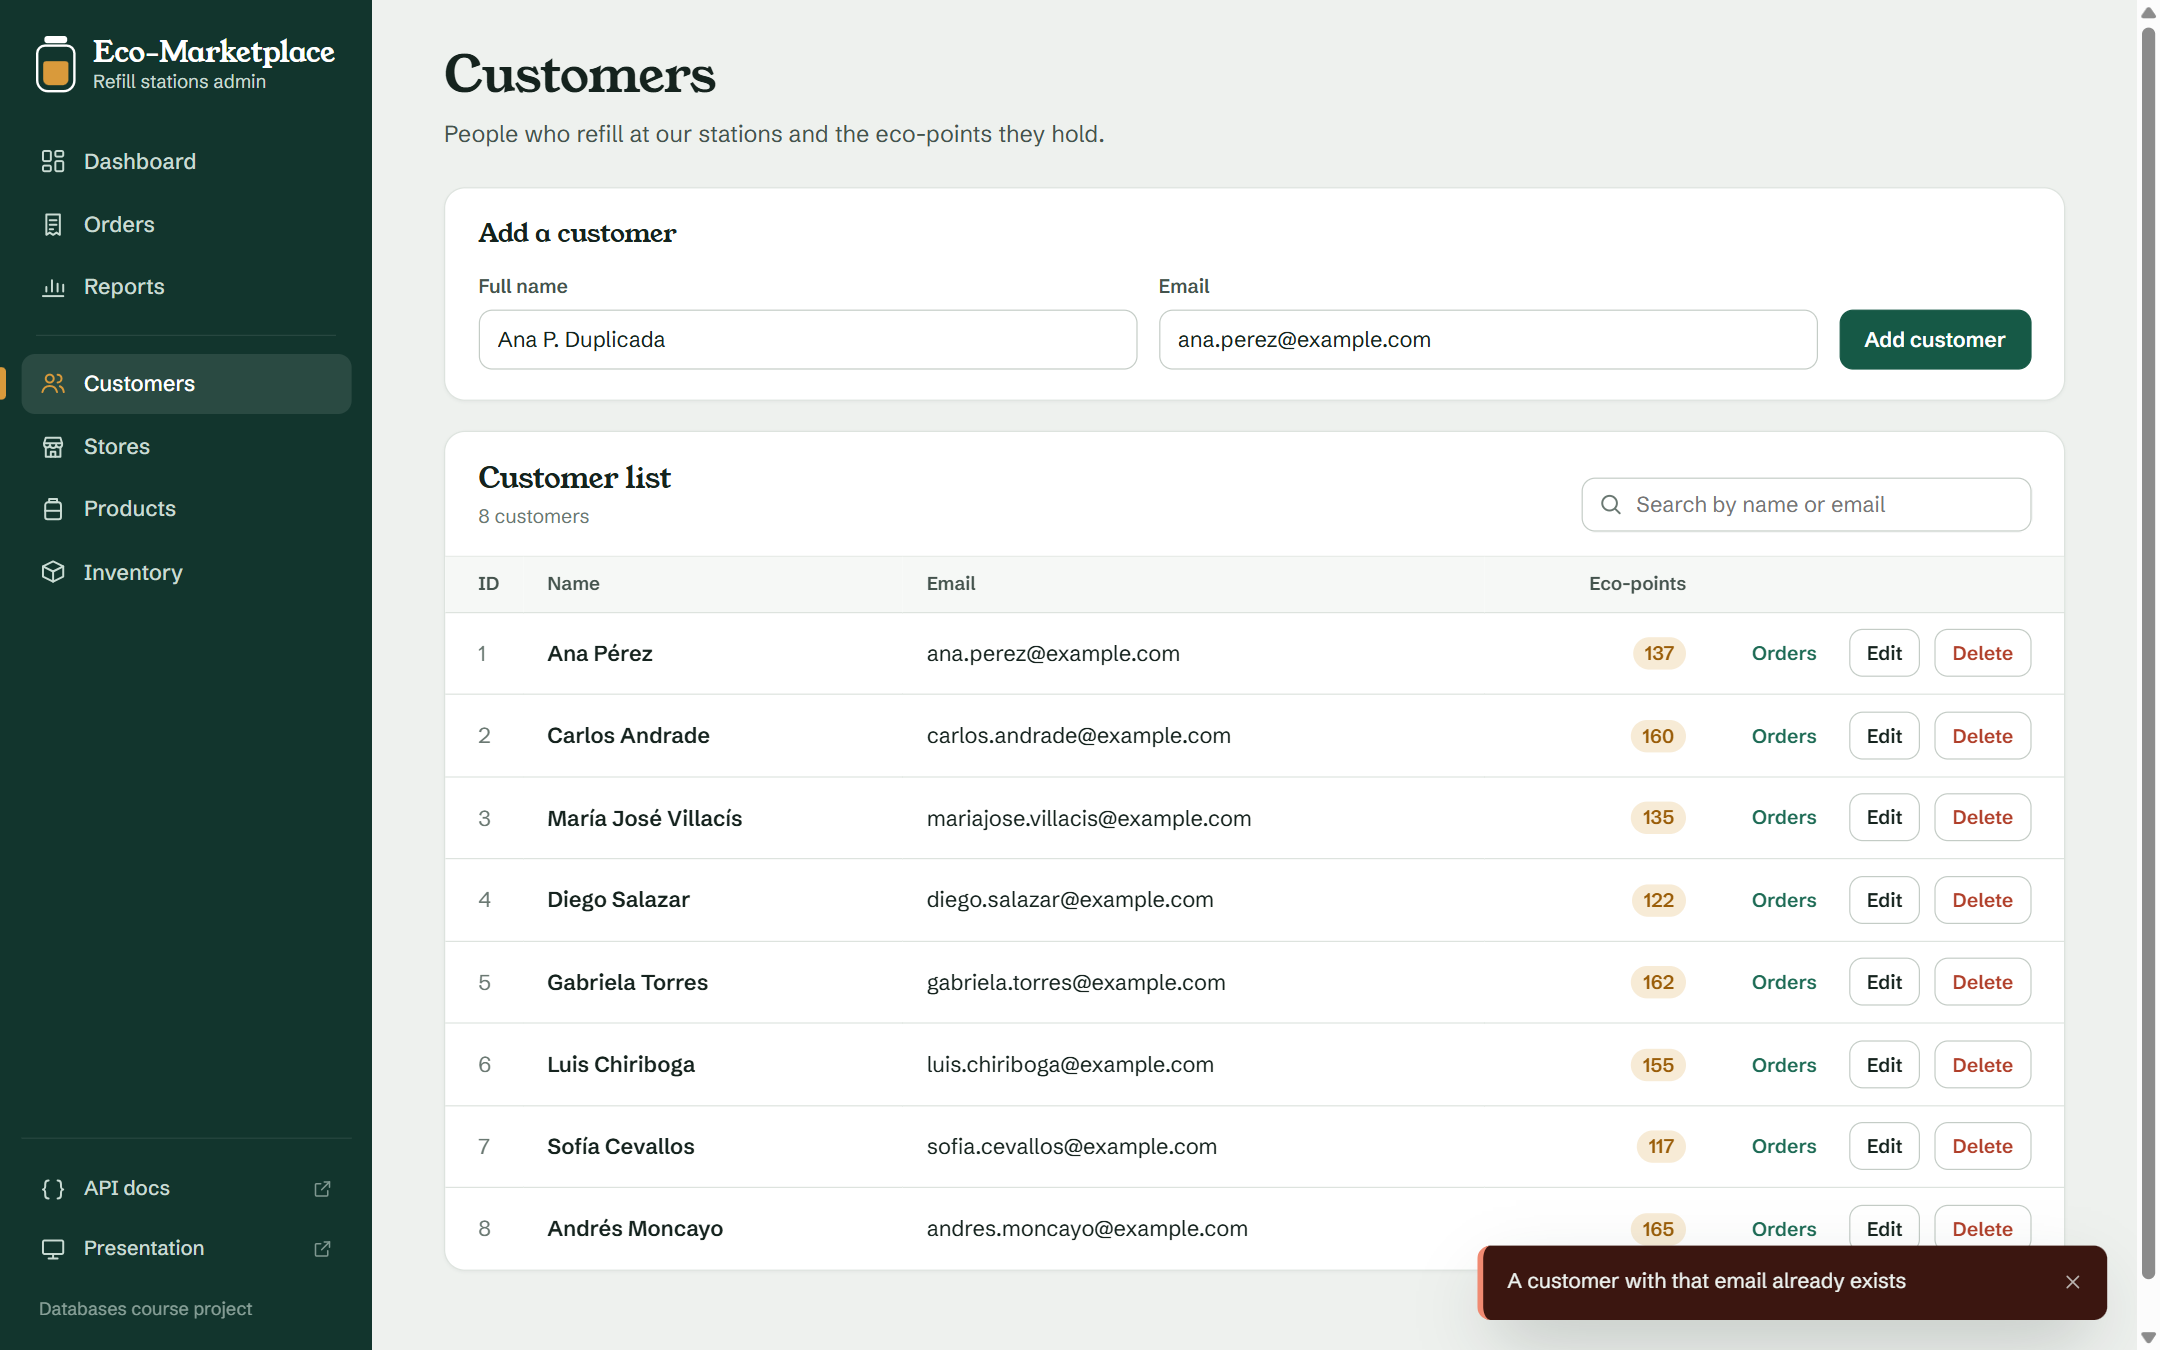 Eco-Marketplace
Refill stations admin
Dashboard
Orders
Reports
Customers
Stores
Products
Inventory
API docs
Presentation
Databases course project
Customers
People who refill at our stations and the eco-points they hold.
Add a customer
Full name Email
Ana P. Duplicada ana.perez@example.com Add customer
Customer list
8 customers
Search by name or email
ID Name Email Eco-points
1 Ana Pérez ana.perez@example.com 137 Orders Edit Delete
2 Carlos Andrade carlos.andrade@example.com 160 Orders Edit Delete
3 María José Villacís mariajose.villacis@example.com 135 Orders Edit Delete
4 Diego Salazar diego.salazar@example.com 122 Orders Edit Delete
5 Gabriela Torres gabriela.torres@example.com 162 Orders Edit Delete
6 Luis Chiriboga luis.chiriboga@example.com 155 Orders Edit Delete
7 Sofía Cevallos sofia.cevallos@example.com 117 Orders Edit Delete
8 Andrés Moncayo andres.moncayo@example.com 165 Orders Edit Delete
A customer with that email already exists